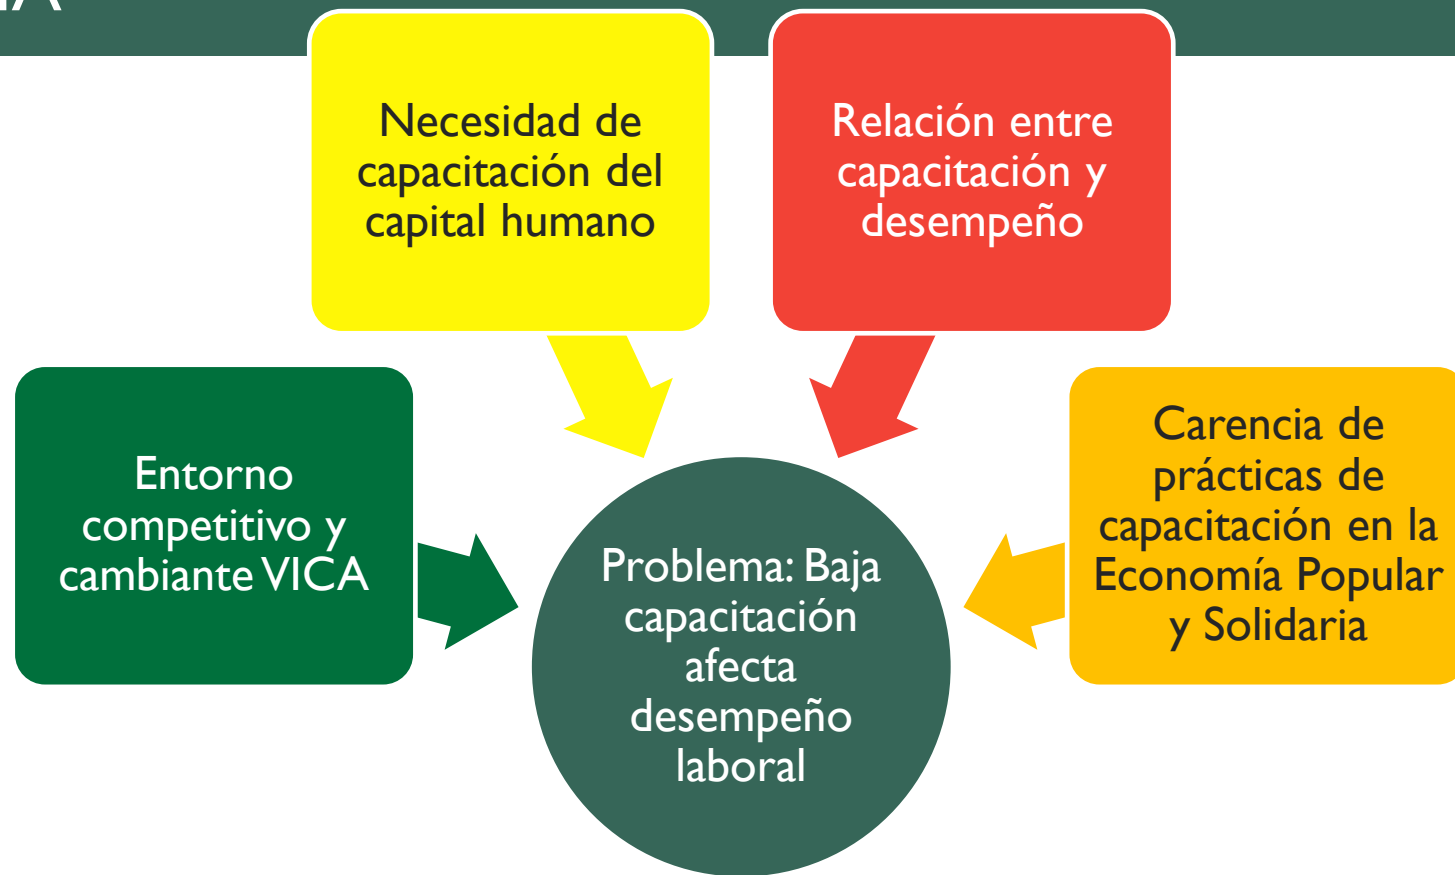 Necesidad de
capacitación del
capital humano
Relación entre
capacitación y
desempeño
Entorno
competitivo y
cambiante VICA
Carencia de
prácticas de
capacitación en la
Economía Popular
y Solidaria
Problema: Baja
capacitación
afecta
desempeño
laboral